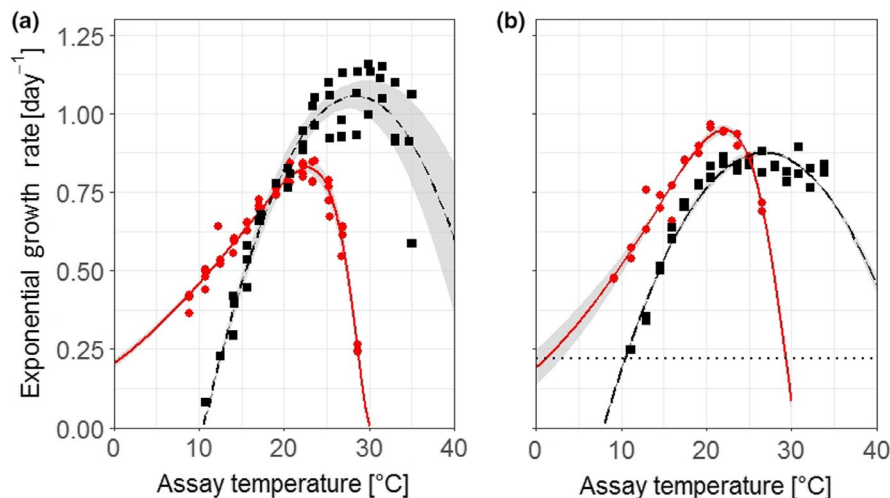 (a)
(b)
Exponential growth rate [day⁻¹]
1.25
1.00
0.75
0.50
0.25
0.00
0 10 20 30 40
0 10 20 30 40
Assay temperature [°C]
Assay temperature [°C]